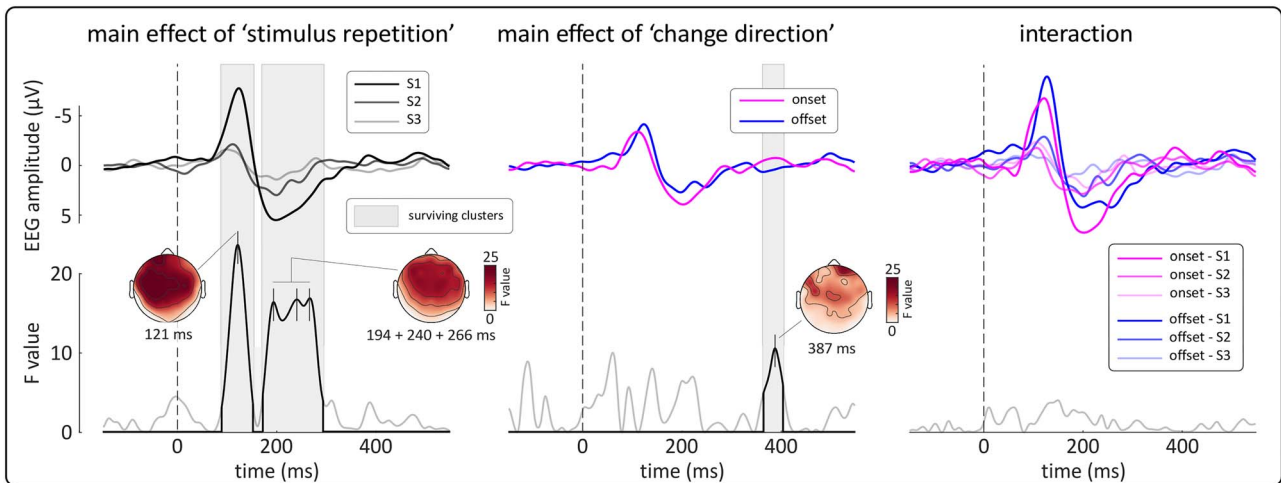 main effect of ‘stimulus repetition’
EEG amplitude (μV)
-5
0
5
S1
S2
S3
surviving clusters
F value
20
10
0
121 ms
194 + 240 + 266 ms
25
0
F value
0
200
400
time (ms)
main effect of ‘change direction’
onset
offset
387 ms
25
0
F value
0
200
400
time (ms)
interaction
onset - S1
onset - S2
onset - S3
offset - S1
offset - S2
offset - S3
0
200
400
time (ms)